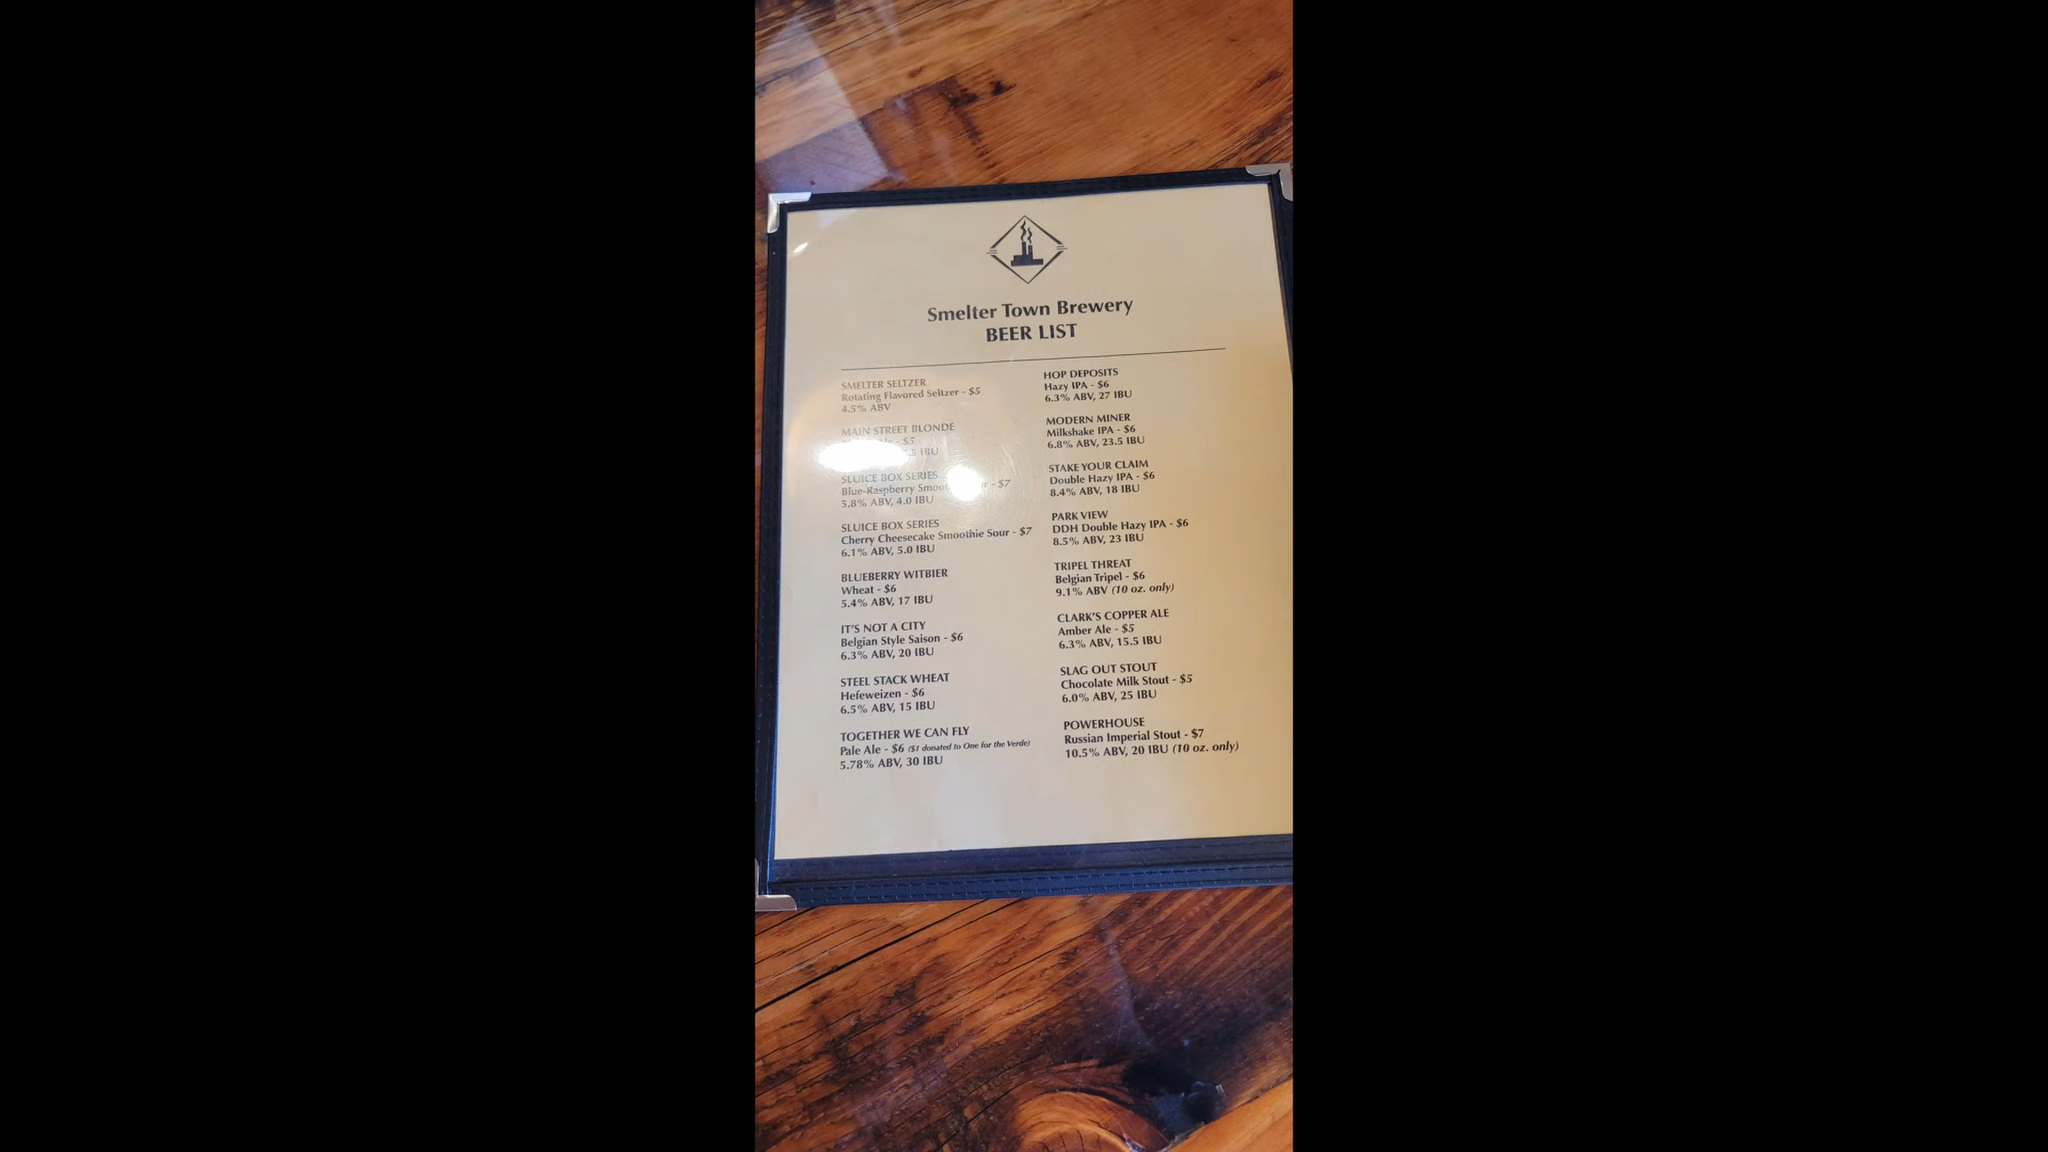 Smelter Town Brewery
BEER LIST
SMELTER SELTZER
Rotating Flavored Seltzer - $5
4.5% ABV
MAIN STREET BLONDE
- $5
IBU
SLUICE BOX SERIES
Blue-Raspberry - $7
5.8% ABV, 4.0 IBU
SLUICE BOX SERIES
Cherry Cheesecake Smoothie Sour - $7
6.1% ABV, 5.0 IBU
BLUEBERRY WITBIER
Wheat - $6
5.4% ABV, 17 IBU
IT'S NOT A CITY
Belgian Style Saison - $6
6.3% ABV, 20 IBU
STEEL STACK WHEAT
Hefeweizen - $6
6.5% ABV, 15 IBU
TOGETHER WE CAN FLY
Pale Ale - $6 ($1 donated to One for the Verde)
5.78% ABV, 30 IBU
HOP DEPOSITS
Hazy IPA - $6
6.3% ABV, 27 IBU
MODERN MINER
Milkshake IPA - $6
6.8% ABV, 23.5 IBU
STAKE YOUR CLAIM
Double Hazy IPA - $6
8.4% ABV, 18 IBU
PARK VIEW
DDH Double Hazy IPA - $6
8.5% ABV, 23 IBU
TRIPEL THREAT
Belgian Tripel - $6
9.1% ABV (10 oz. only)
CLARK'S COPPER ALE
Amber Ale - $5
6.3% ABV, 15.5 IBU
SLAG OUT STOUT
Chocolate Milk Stout - $5
6.0% ABV, 25 IBU
POWERHOUSE
Russian Imperial Stout - $7
10.5% ABV, 20 IBU (10 oz. only)